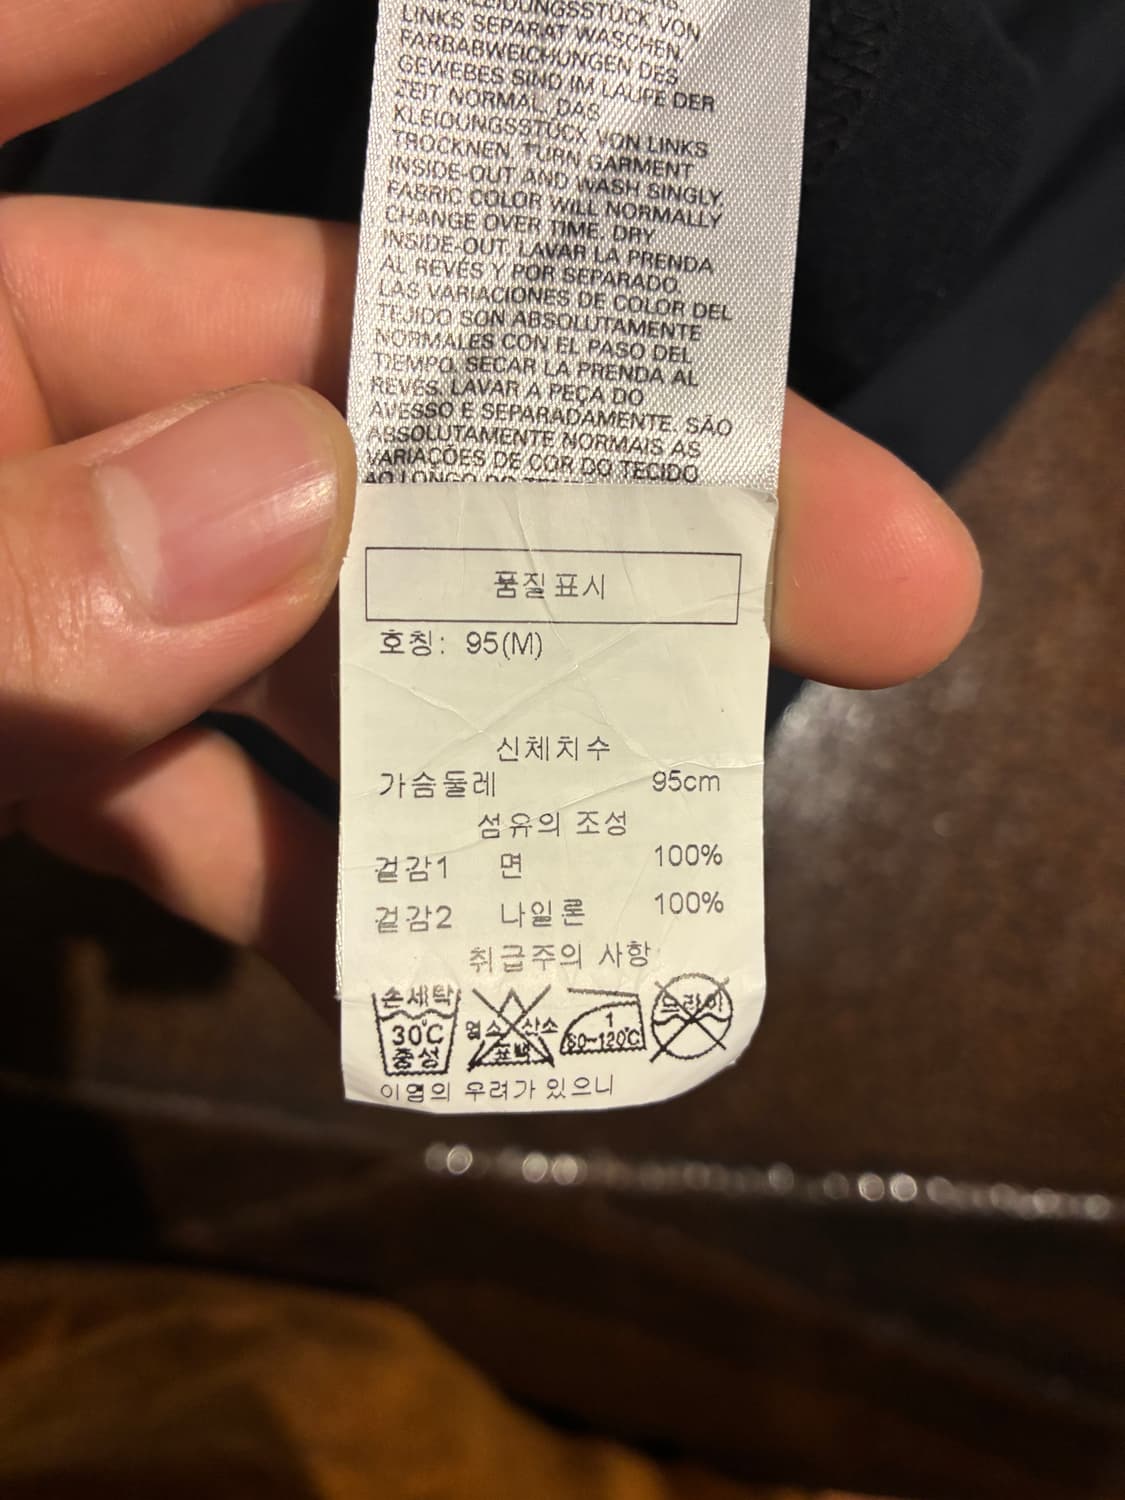 KLEIDUNGSSTÜCK VON
LINKS SEPARAT WASCHEN.
FARBABWEICHUNGEN DES
GEWEBES SIND IM LAUFE DER
ZEIT NORMAL. DAS
KLEIDUNGSSTÜCK VON LINKS
TROCKNEN. TURN GARMENT
INSIDE-OUT AND WASH SINGLY.
FABRIC COLOR WILL NORMALLY
CHANGE OVER TIME. DRY
INSIDE-OUT. LAVAR LA PRENDA
AL REVÉS Y POR SEPARADO.
LAS VARIACIONES DE COLOR DEL
TEJIDO SON ABSOLUTAMENTE
NORMALES CON EL PASO DEL
TIEMPO. SECAR LA PRENDA AL
REVÉS. LAVAR A PEÇA DO
AVESSO E SEPARADAMENTE. SÃO
ABSOLUTAMENTE NORMAIS AS
VARIAÇÕES DE COR DO TECIDO
AO LONGO DO
품질표시
호칭: 95(M)
신체치수
가슴둘레 95cm
섬유의 조성
겉감1 면 100%
겉감2 나일론 100%
취급주의 사항
손세탁 30℃ 중성
염소 산소 표백
1 80~120℃
드라이
이염의 우려가 있으니